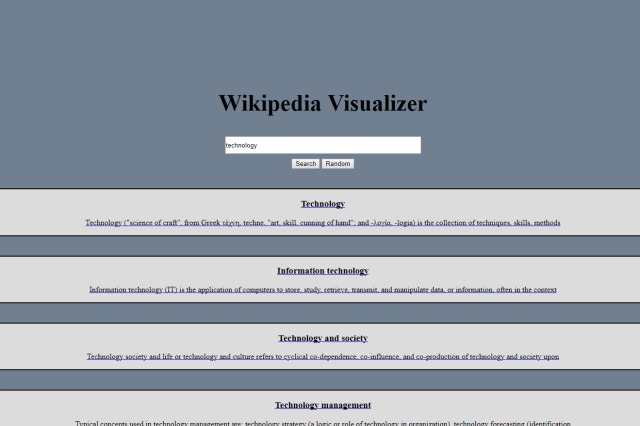 Wikipedia Visualizer
technology
Search Random
Technology
Technology ("science of craft", from Greek τέχνη, techne, "art, skill, cunning of hand"; and -λογία, -logia) is the collection of techniques, skills, methods
Information technology
Information technology (IT) is the application of computers to store, study, retrieve, transmit, and manipulate data, or information, often in the context
Technology and society
Technology society and life or technology and culture refers to cyclical co-dependence, co-influence, and co-production of technology and society upon
Technology management
Typical concepts used in technology management are: technology strategy (a logic or role of technology in organization), technology forecasting (identification